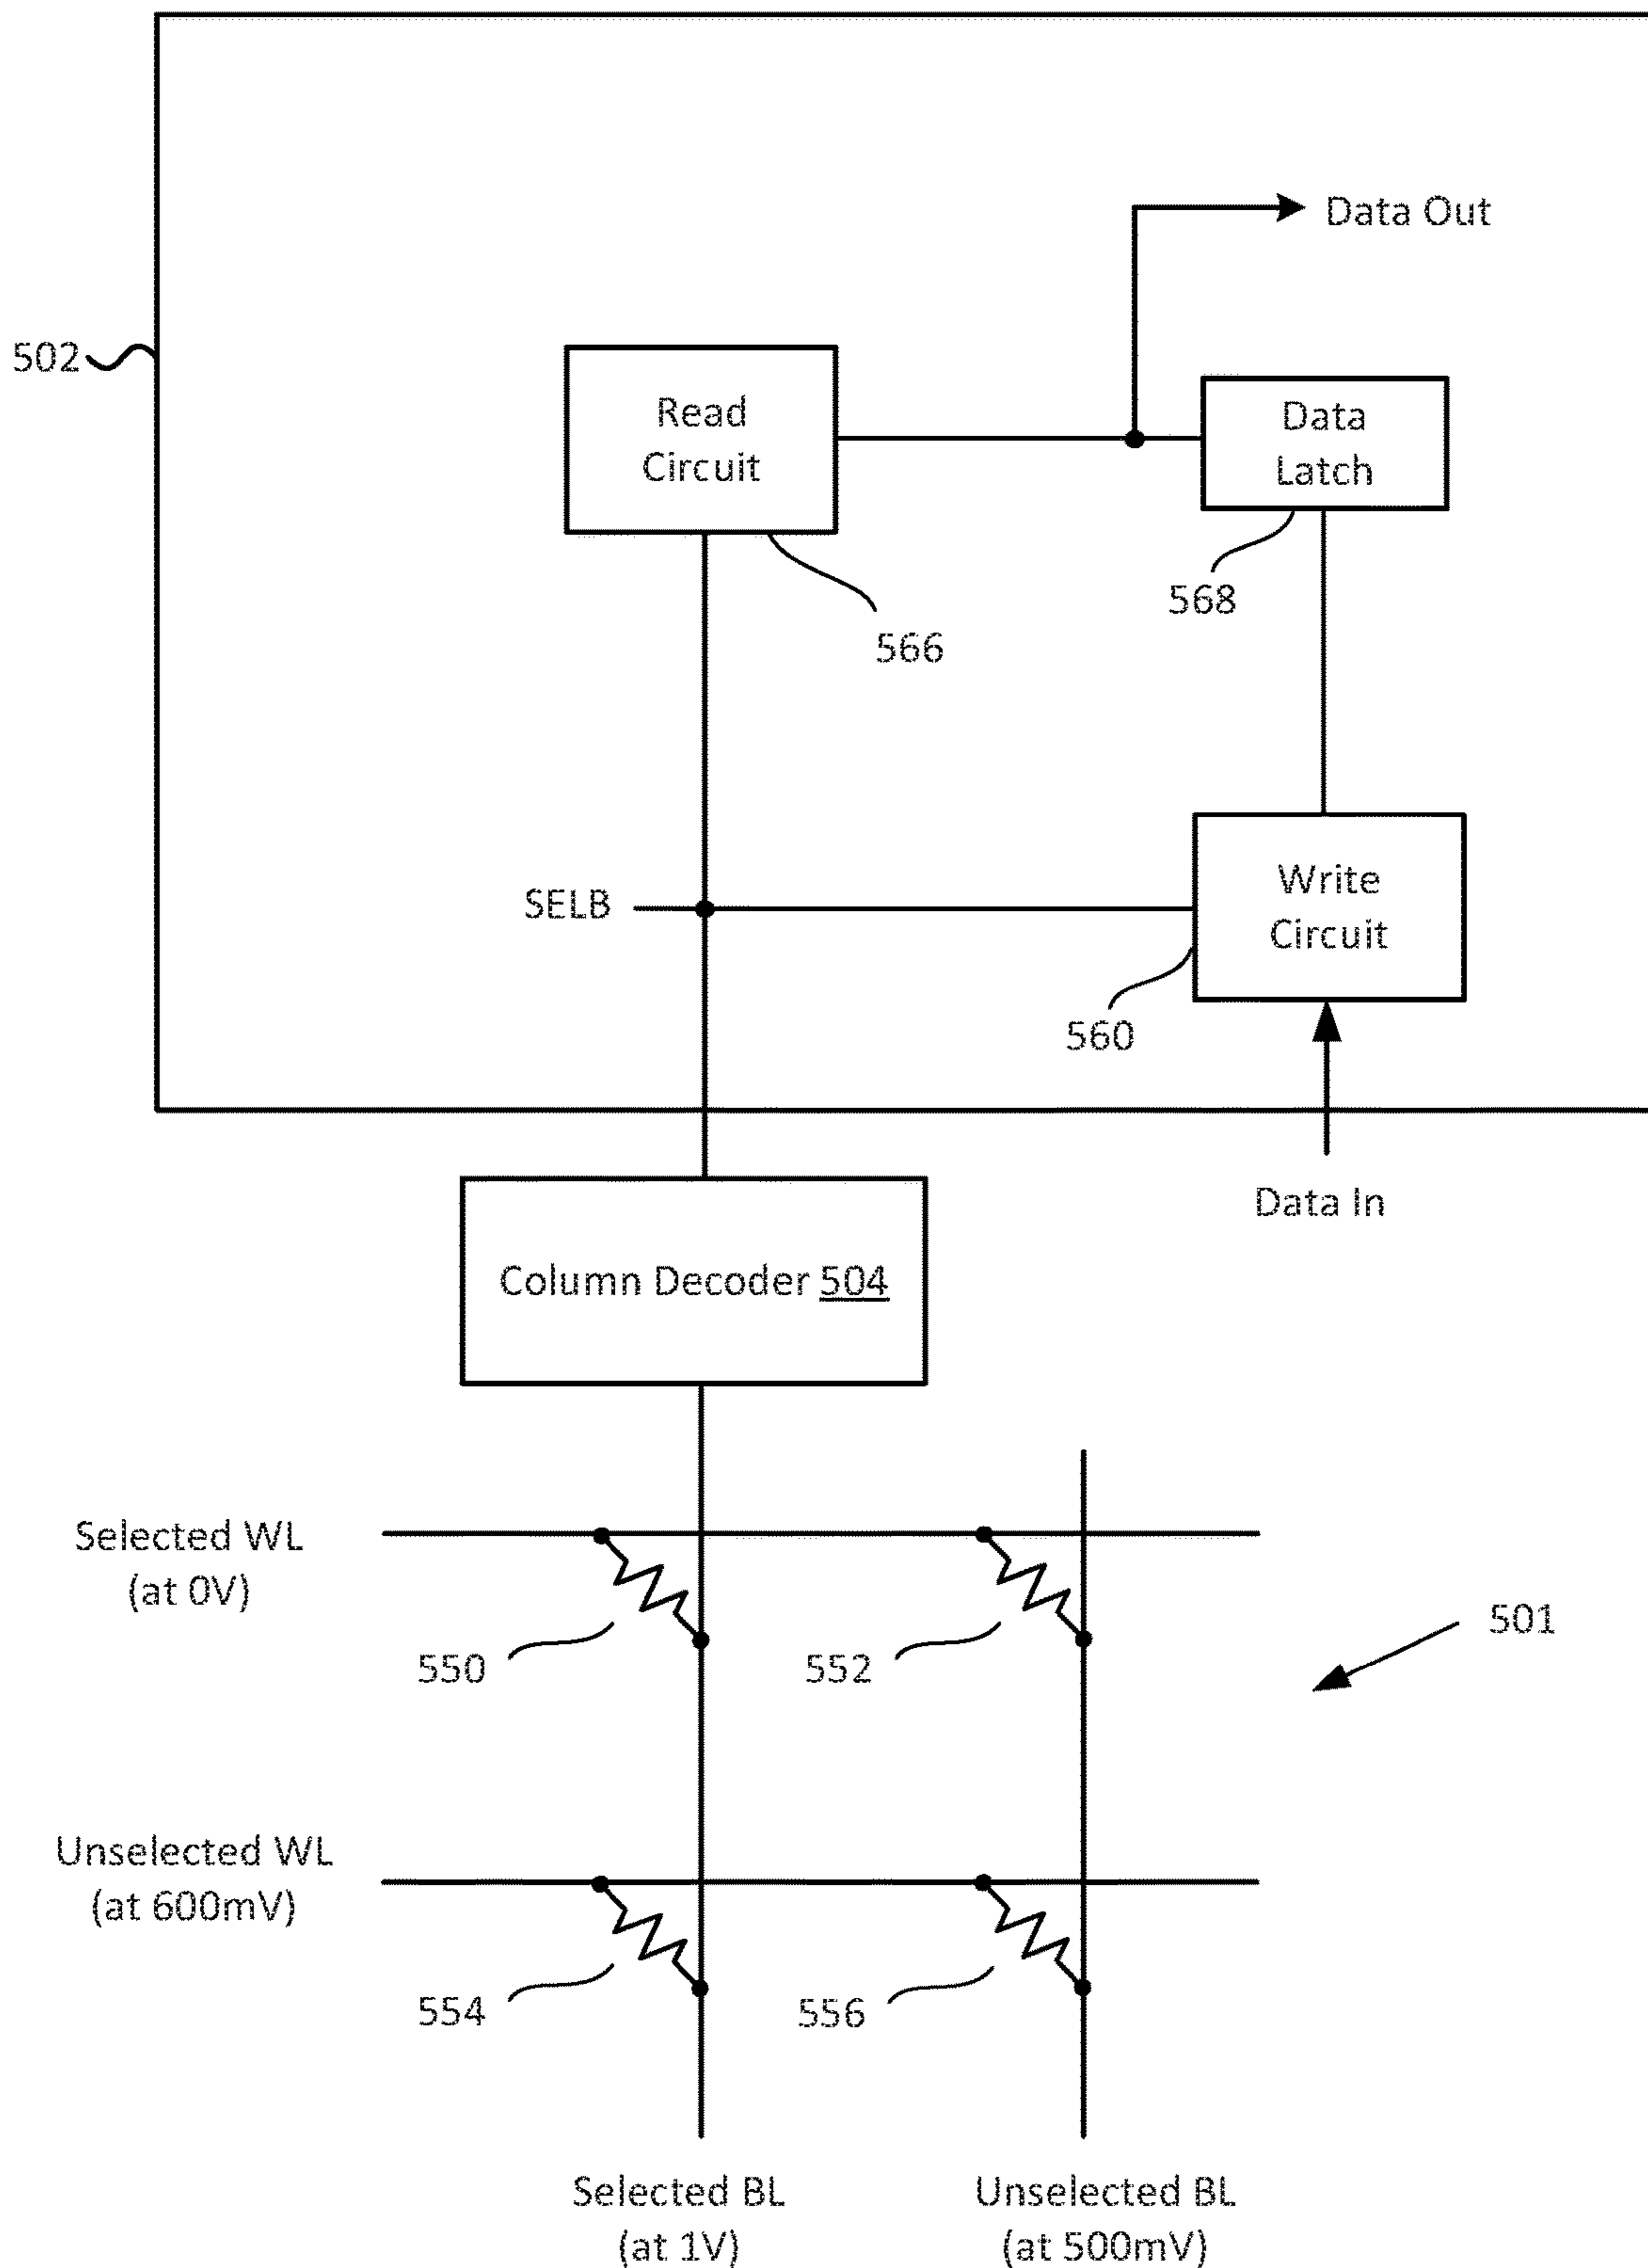 Data Out
502
Read
Circuit
Data
Latch
568
566
SELB
Write
Circuit
560
Data In
Column Decoder 504
Selected WL
(at 0V)
550
552
501
Unselected WL
(at 600mV)
554
556
Selected BL
(at 1V)
Unselected BL
(at 500mV)